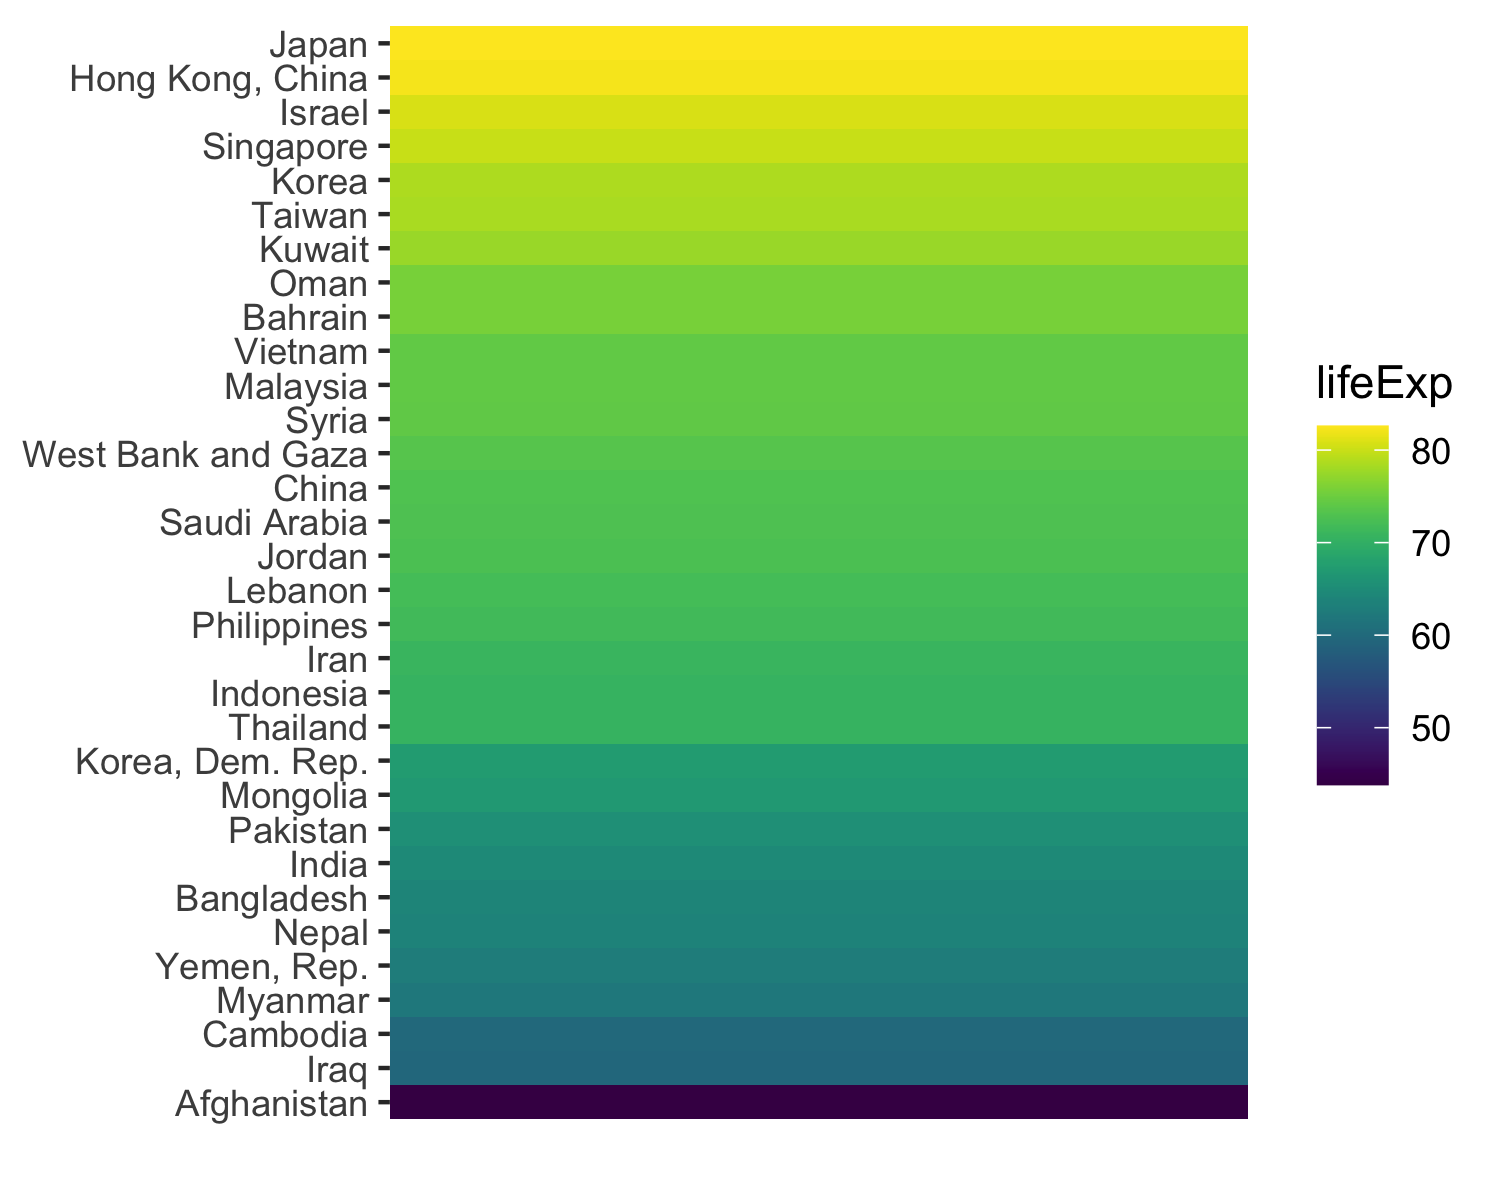 Japan
Hong Kong, China
Israel
Singapore
Korea
Taiwan
Kuwait
Oman
Bahrain
Vietnam
Malaysia
Syria
West Bank and Gaza
China
Saudi Arabia
Jordan
Lebanon
Philippines
Iran
Indonesia
Thailand
Korea, Dem. Rep.
Mongolia
Pakistan
India
Bangladesh
Nepal
Yemen, Rep.
Myanmar
Cambodia
Iraq
Afghanistan
lifeExp
80
70
60
50